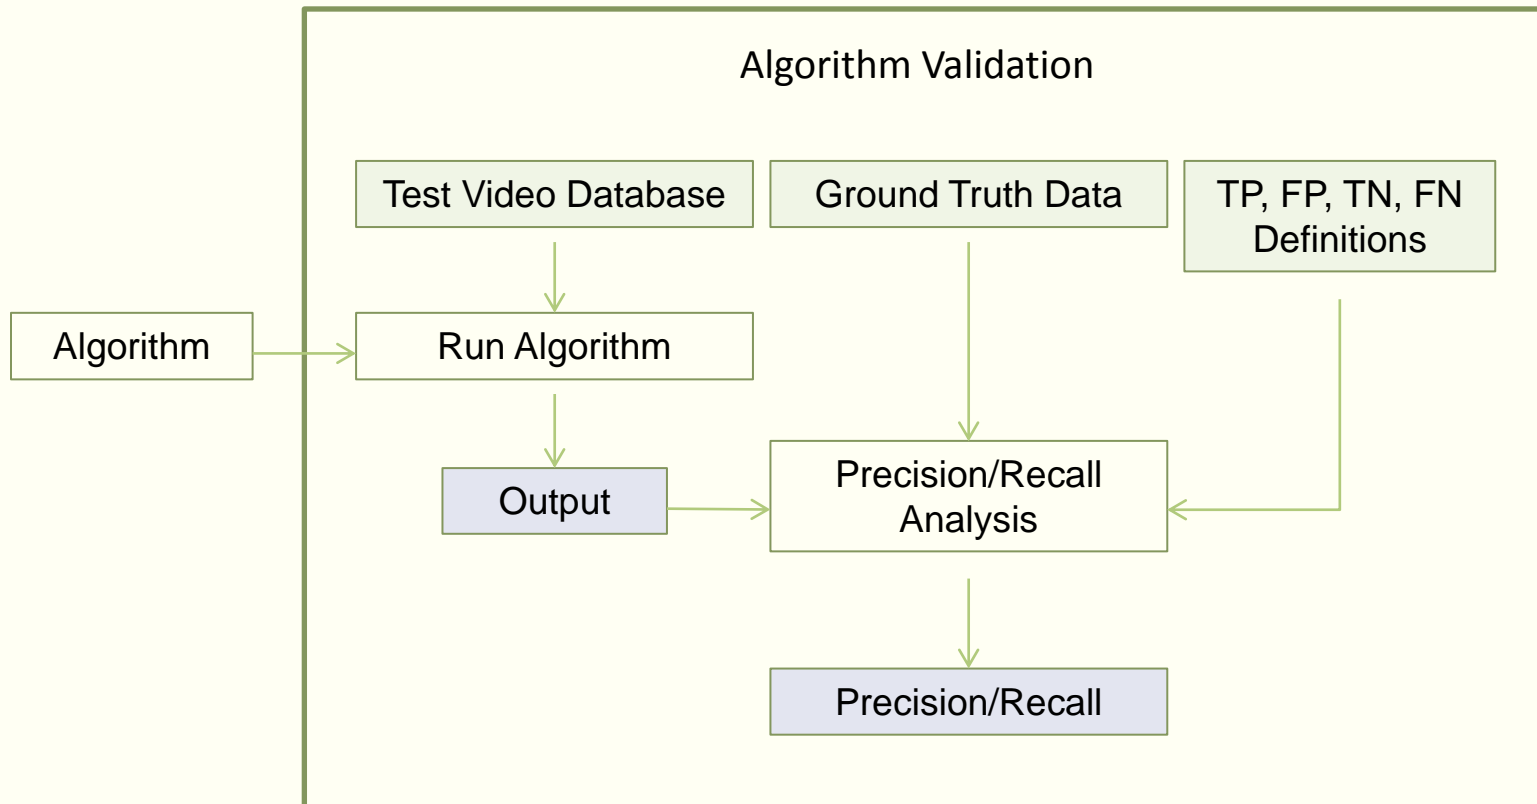 Algorithm Validation
Test Video Database
Ground Truth Data
TP, FP, TN, FN
Definitions
Algorithm
Run Algorithm
Output
Precision/Recall
Analysis
Precision/Recall